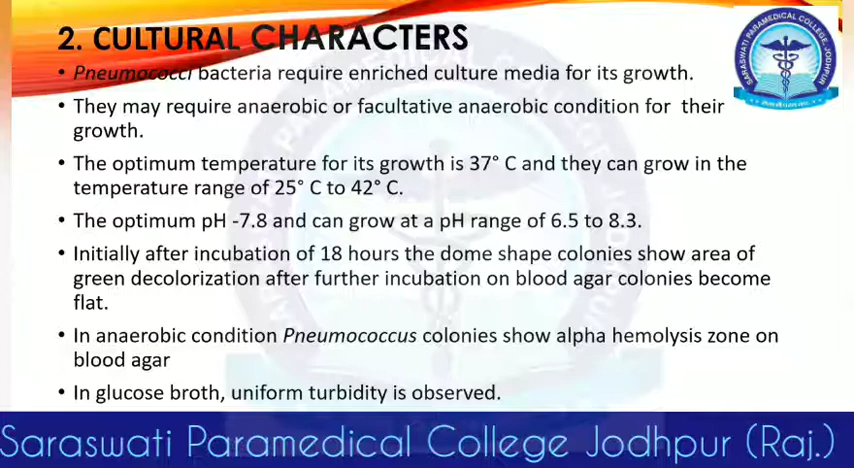 2. CULTURAL CHARACTERS
SARASWATI PARAMEDICAL COLLEGE, JODHPUR
• Pneumococci bacteria require enriched culture media for its growth.
• They may require anaerobic or facultative anaerobic condition for their
growth.
• The optimum temperature for its growth is 37° C and they can grow in the
temperature range of 25° C to 42° C.
• The optimum pH -7.8 and can grow at a pH range of 6.5 to 8.3.
• Initially after incubation of 18 hours the dome shape colonies show area of
green decolorization after further incubation on blood agar colonies become
flat.
• In anaerobic condition Pneumococcus colonies show alpha hemolysis zone on
blood agar
• In glucose broth, uniform turbidity is observed.
Saraswati Paramedical College Jodhpur (Raj.)